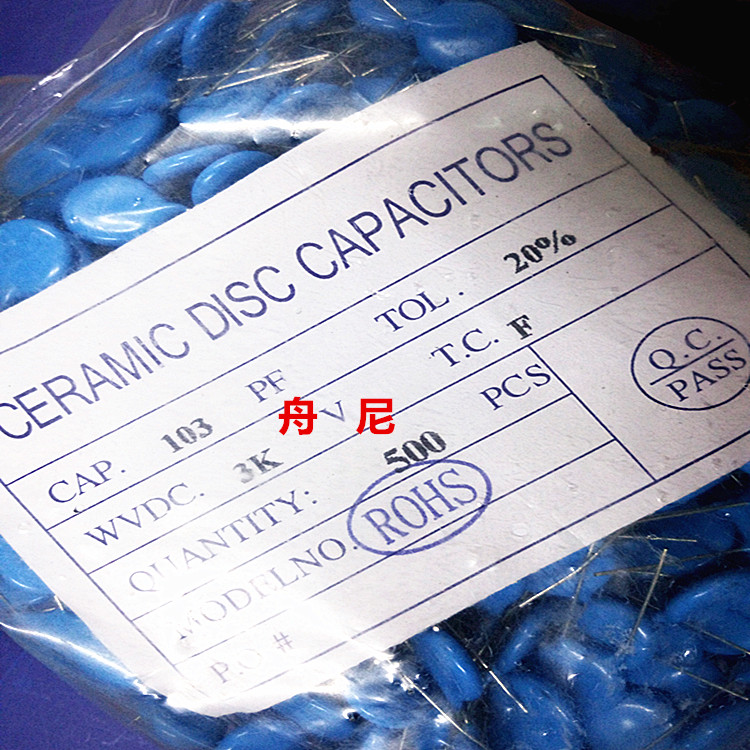 CERAMIC DISC CAPACITORS
CAP. 103 PF TOL. 20%
WVDC. 3K V T.C. F
QUANTITY: 500 PCS
MODELNO.
P.O #
ROHS
Q.C.
PASS
舟 尼